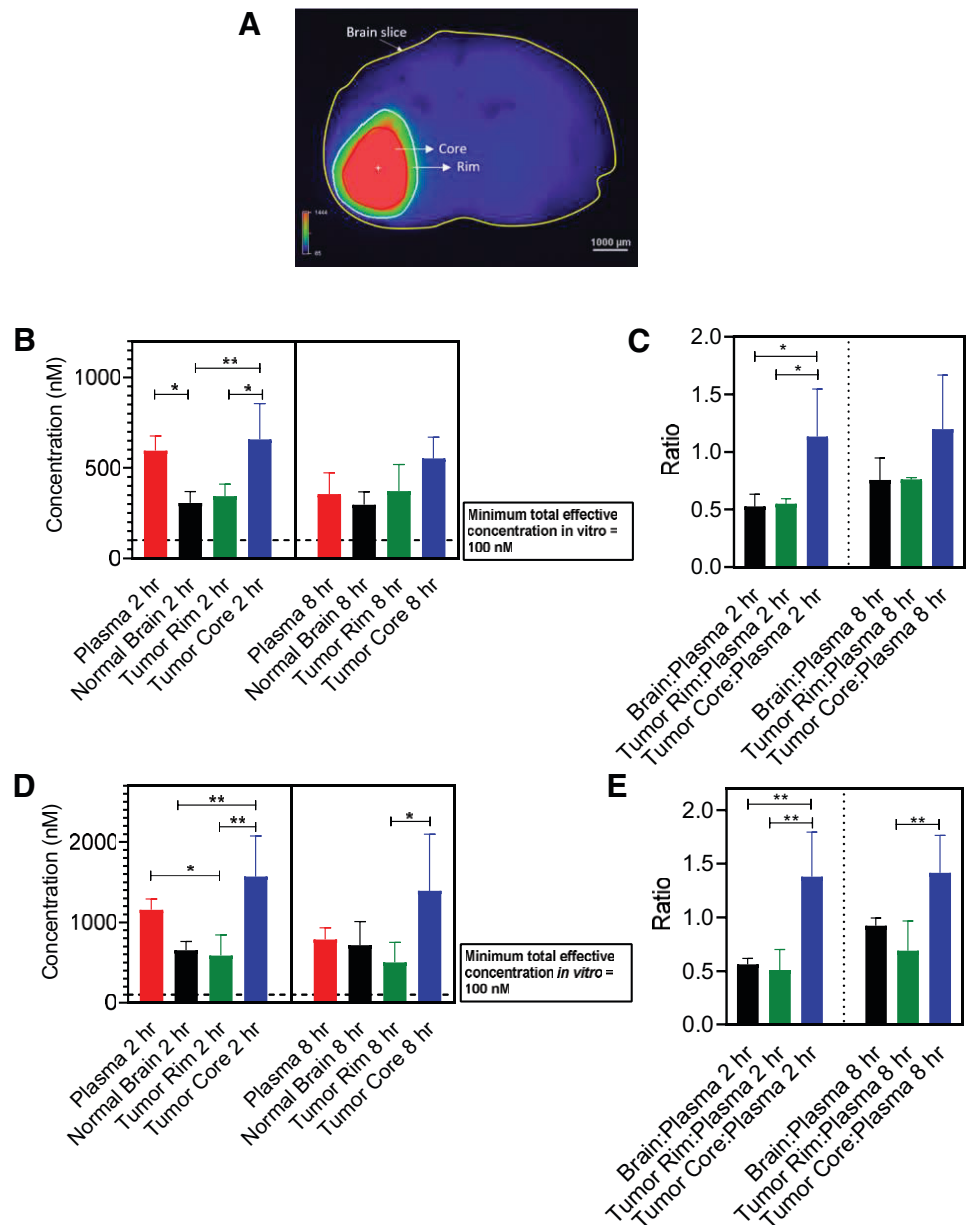 A
Brain slice
Core
Rim
1444
65
1000 µm
B
Concentration (nM)
1000
500
0
*
**
*
Plasma 2 hr
Normal Brain 2 hr
Tumor Rim 2 hr
Tumor Core 2 hr
Plasma 8 hr
Normal Brain 8 hr
Tumor Rim 8 hr
Tumor Core 8 hr
Minimum total effective
concentration in vitro =
100 nM
C
Ratio
2.0
1.5
1.0
0.5
0.0
*
*
Brain:Plasma 2 hr
Tumor Rim:Plasma 2 hr
Tumor Core:Plasma 2 hr
Brain:Plasma 8 hr
Tumor Rim:Plasma 8 hr
Tumor Core:Plasma 8 hr
D
Concentration (nM)
2000
1000
0
**
**
*
*
Plasma 2 hr
Normal Brain 2 hr
Tumor Rim 2 hr
Tumor Core 2 hr
Plasma 8 hr
Normal Brain 8 hr
Tumor Rim 8 hr
Tumor Core 8 hr
Minimum total effective
concentration in vitro =
100 nM
E
Ratio
2.0
1.5
1.0
0.5
0.0
**
**
**
Brain:Plasma 2 hr
Tumor Rim:Plasma 2 hr
Tumor Core:Plasma 2 hr
Brain:Plasma 8 hr
Tumor Rim:Plasma 8 hr
Tumor Core:Plasma 8 hr